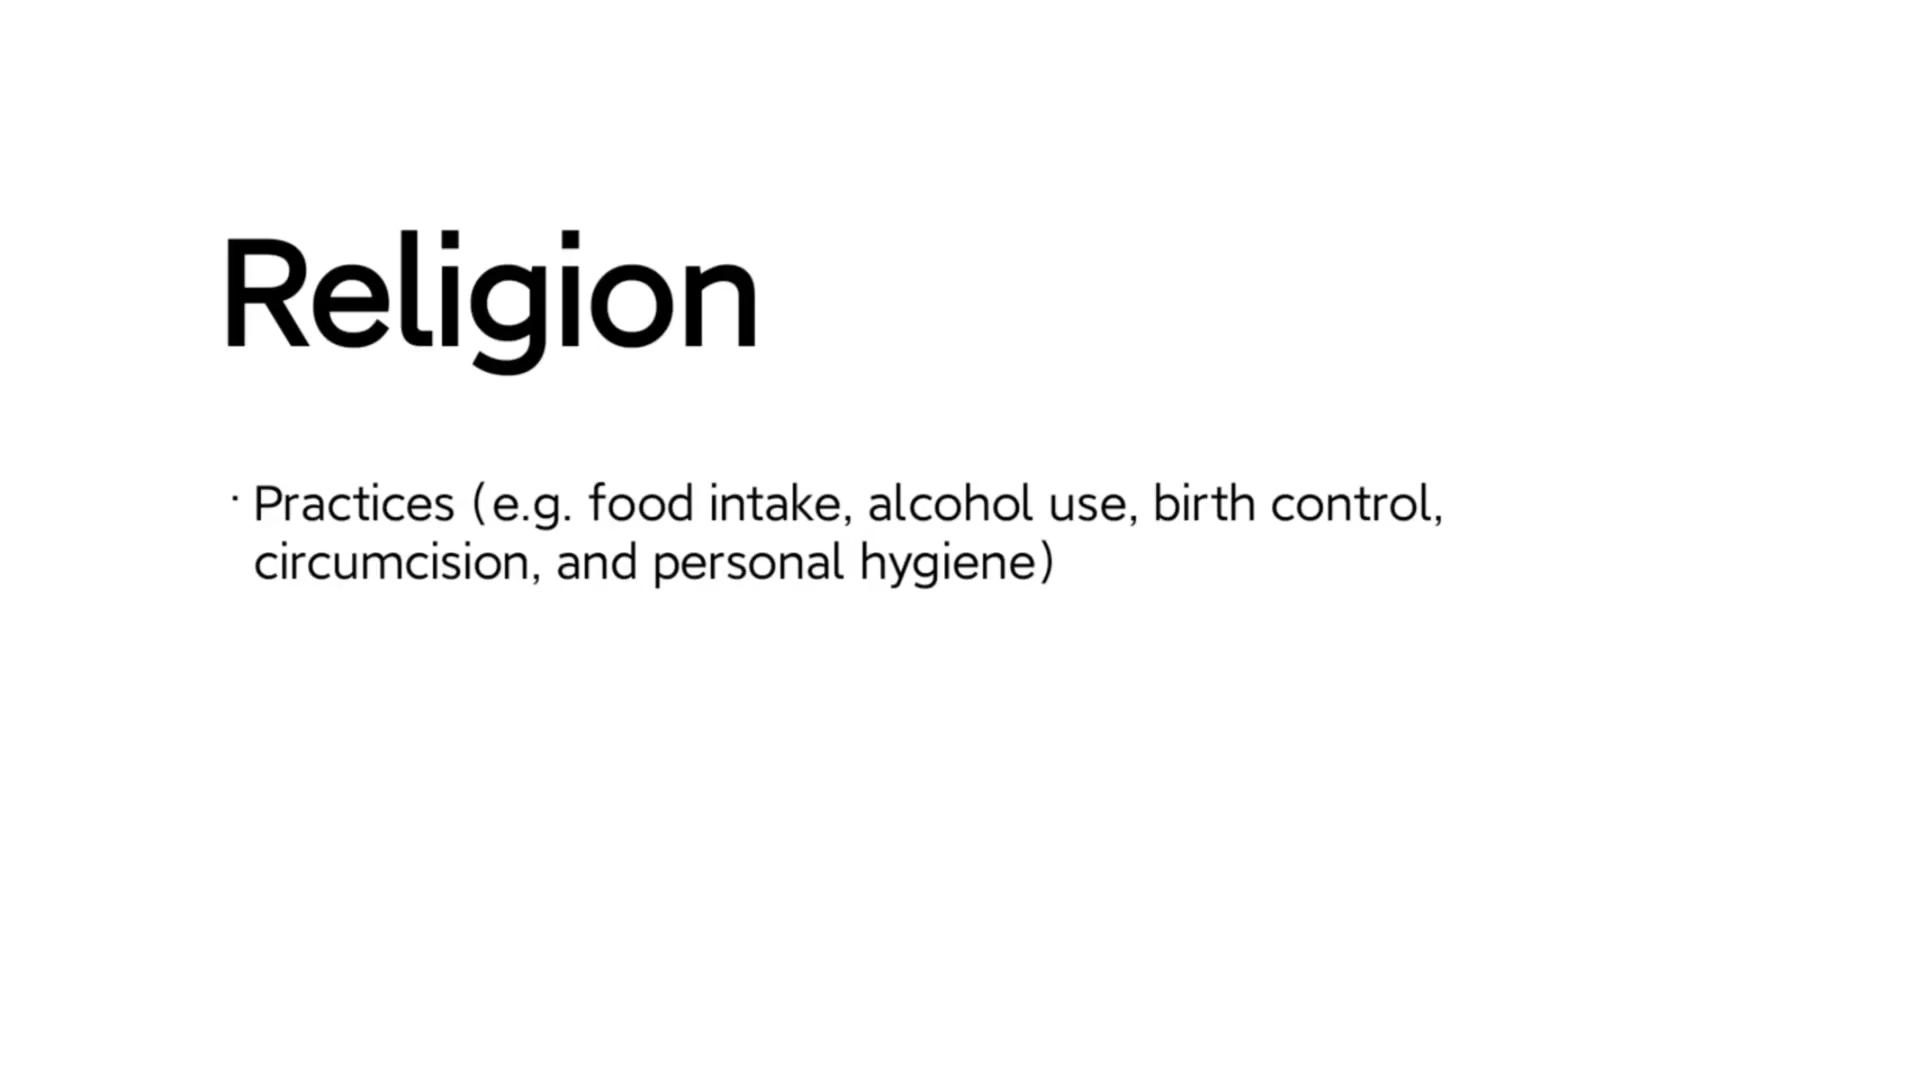 Religion
· Practices (e.g. food intake, alcohol use, birth control,
circumcision, and personal hygiene)